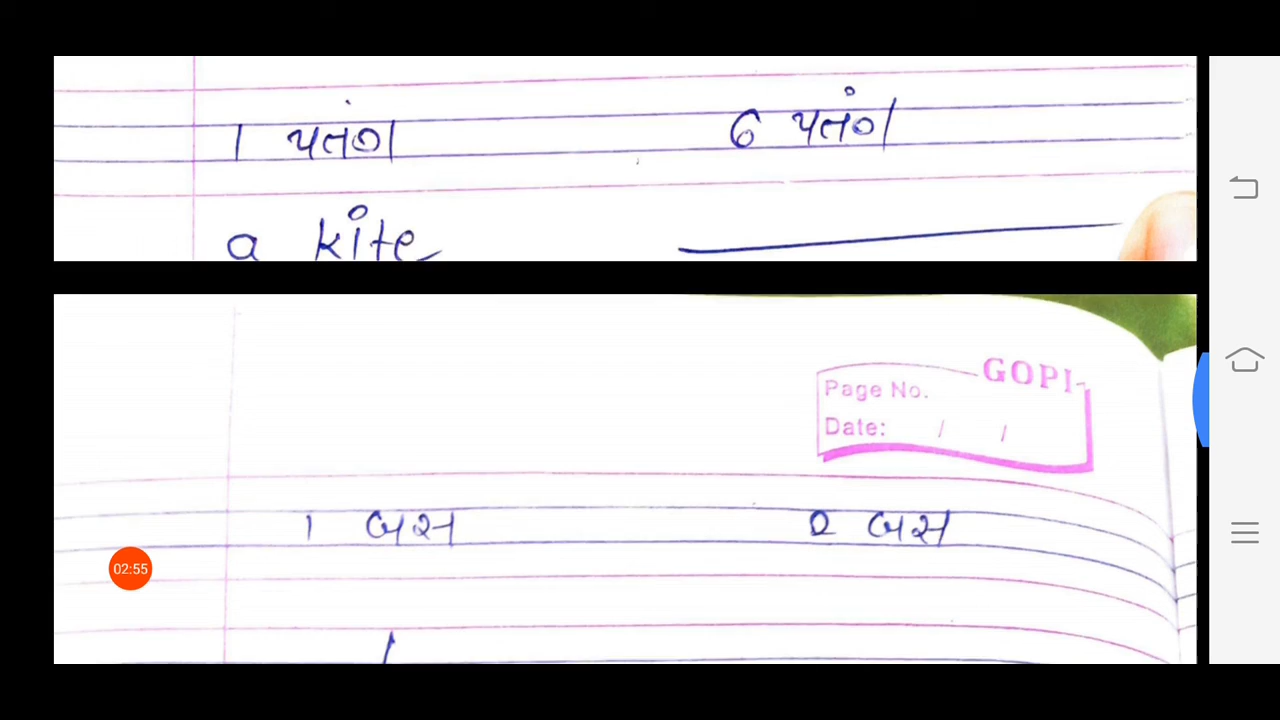 1 પતંગ 6 પતંગ
a kite
GOPI
Page No.
Date: / /
1 બસ 2 બસ
02:55